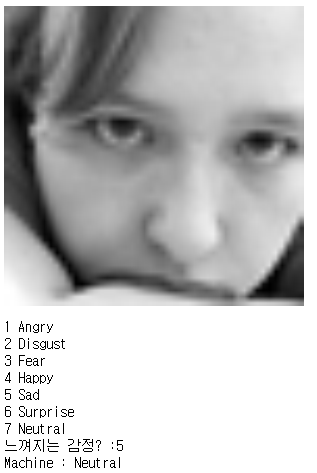 1 Angry
2 Disgust
3 Fear
4 Happy
5 Sad
6 Surprise
7 Neutral
느껴지는 감정? :5
Machine : Neutral